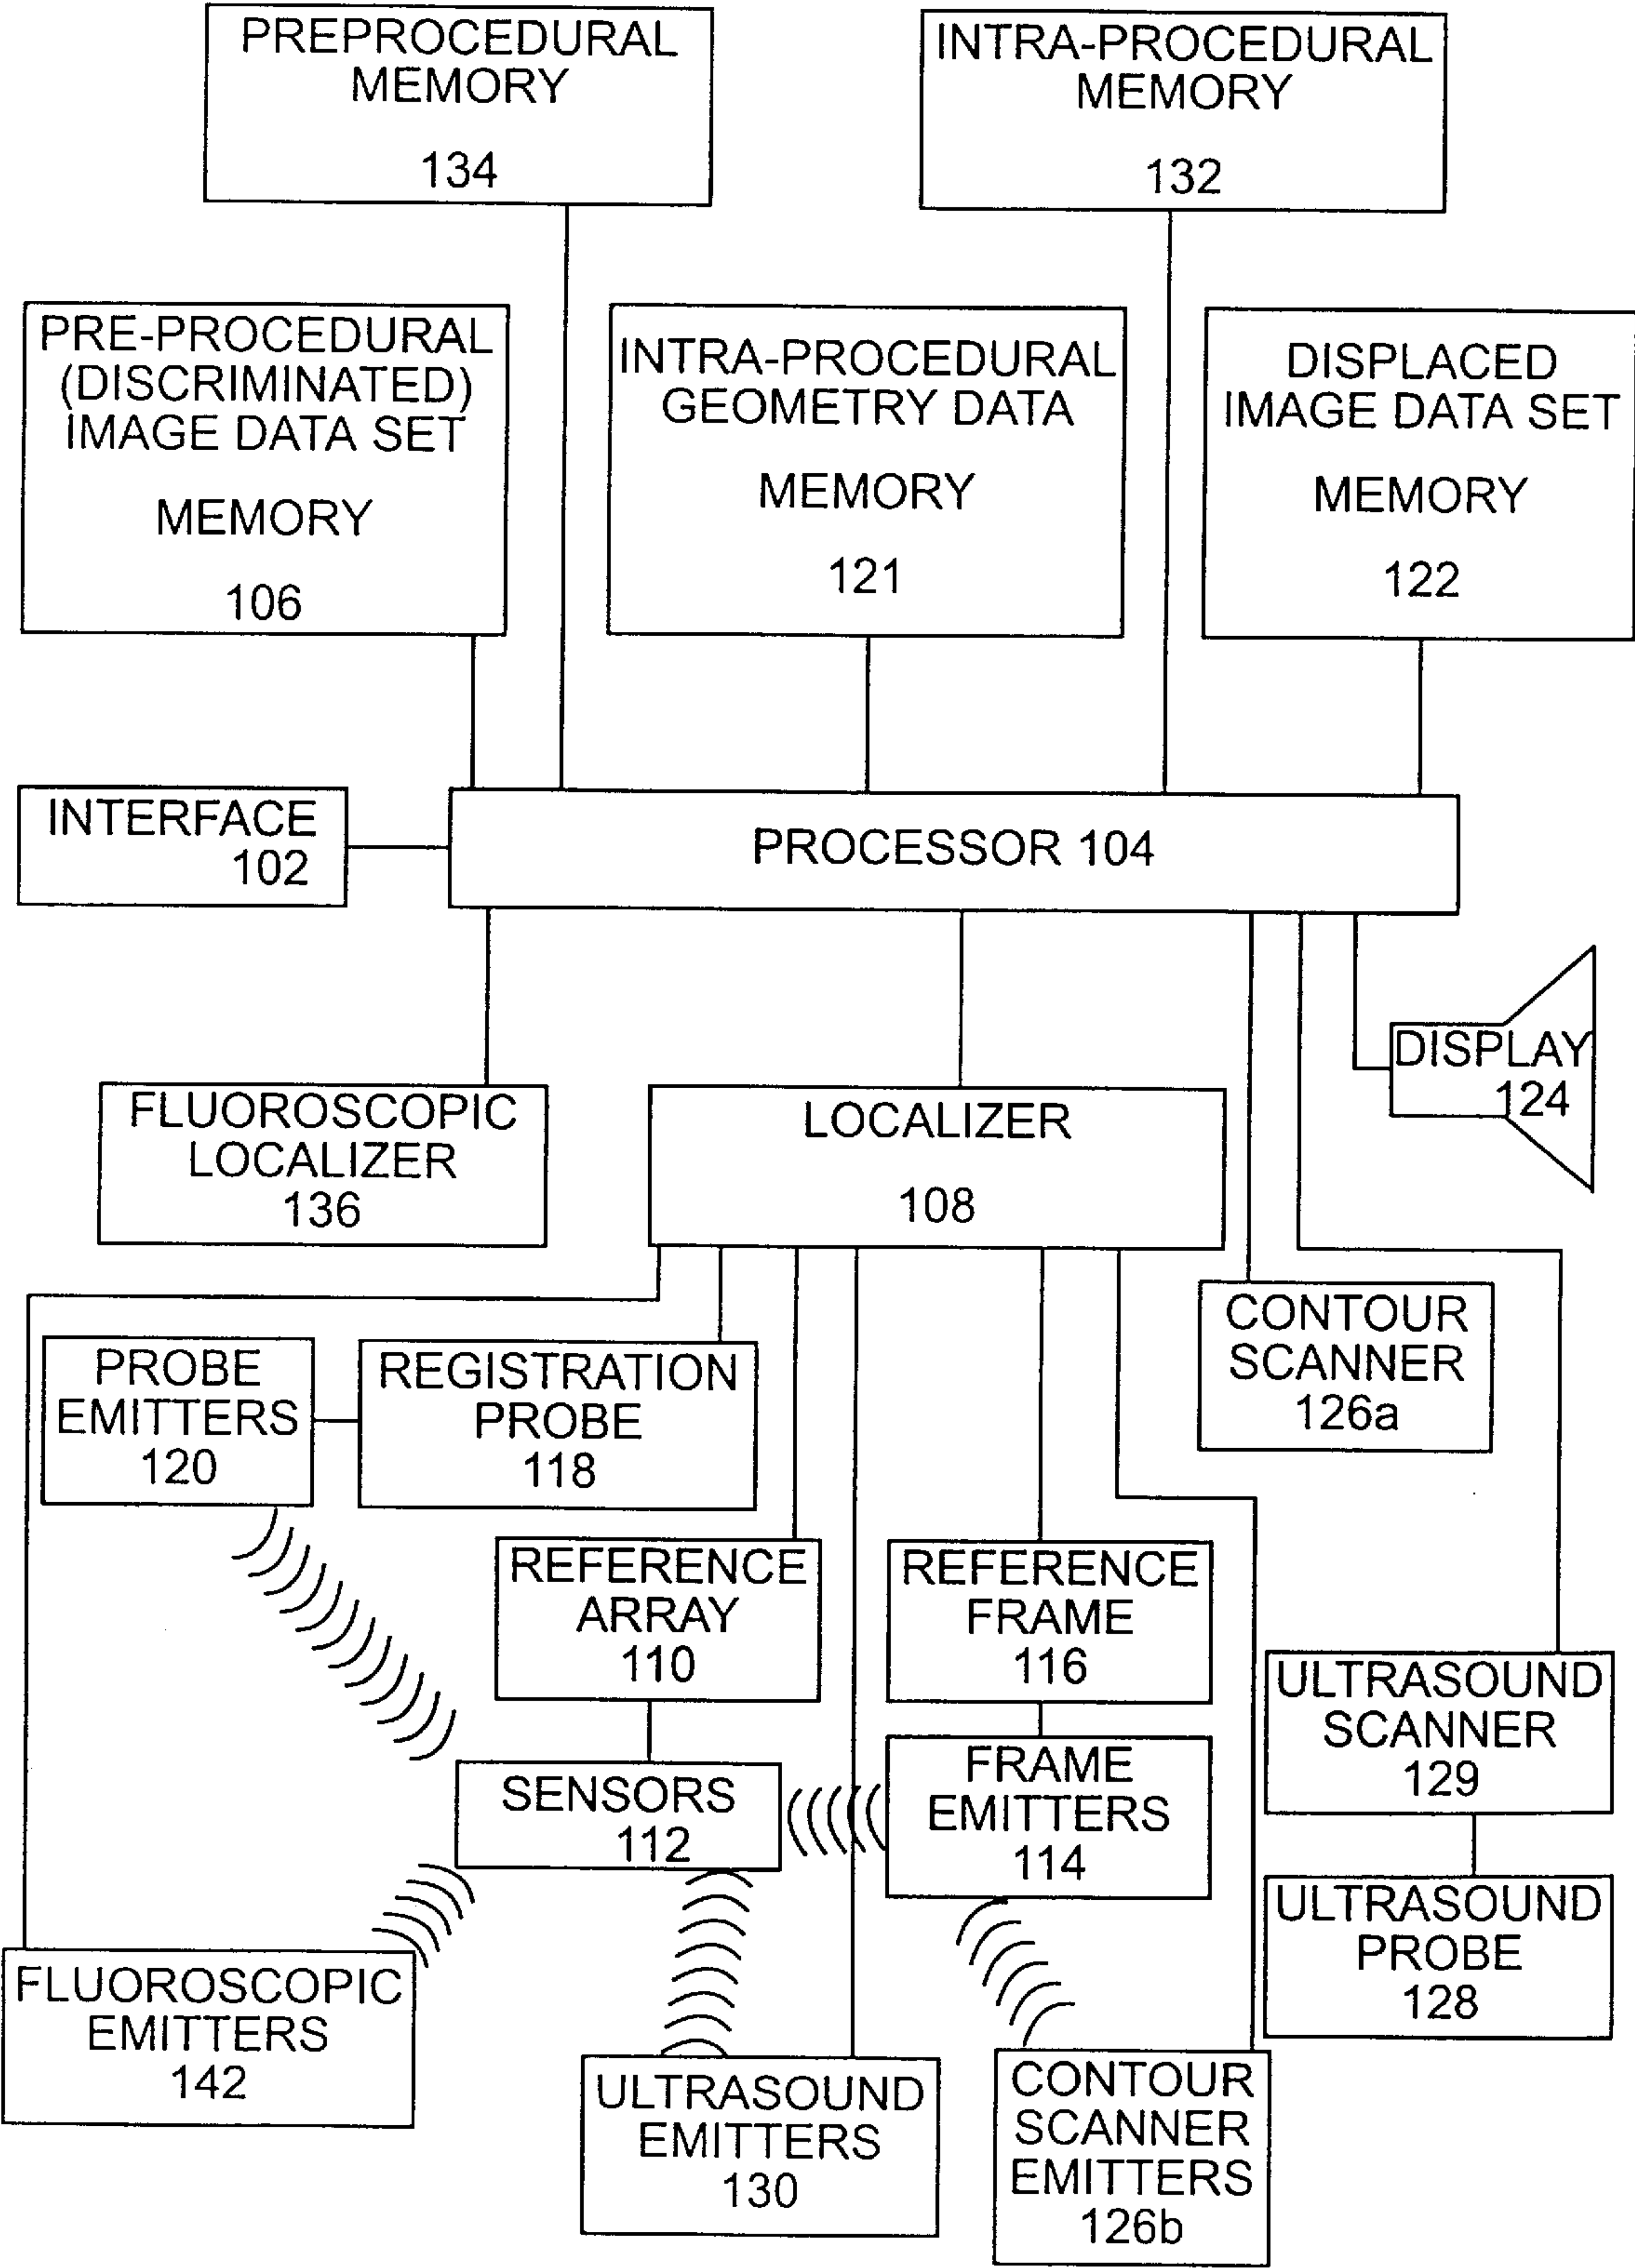 PREPROCEDURAL
MEMORY
134
INTRA-PROCEDURAL
MEMORY
132
PRE-PROCEDURAL
(DISCRIMINATED)
IMAGE DATA SET
MEMORY
106
INTRA-PROCEDURAL
GEOMETRY DATA
MEMORY
121
DISPLACED
IMAGE DATA SET
MEMORY
122
INTERFACE
102
PROCESSOR 104
DISPLAY
124
FLUOROSCOPIC
LOCALIZER
136
LOCALIZER
108
CONTOUR
SCANNER
126a
PROBE
EMITTERS
120
REGISTRATION
PROBE
118
REFERENCE
ARRAY
110
REFERENCE
FRAME
116
ULTRASOUND
SCANNER
129
SENSORS
112
FRAME
EMITTERS
114
ULTRASOUND
PROBE
128
FLUOROSCOPIC
EMITTERS
142
ULTRASOUND
EMITTERS
130
CONTOUR
SCANNER
EMITTERS
126b